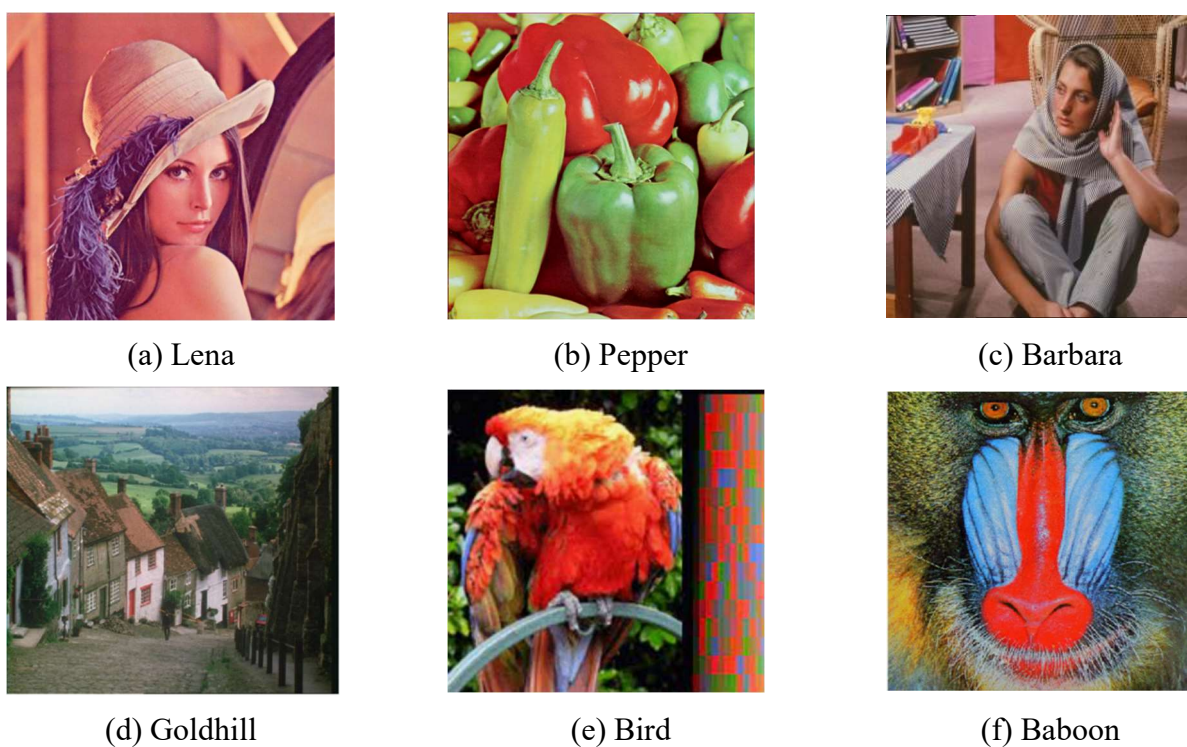 (a) Lena
(b) Pepper
(c) Barbara
(d) Goldhill
(e) Bird
(f) Baboon